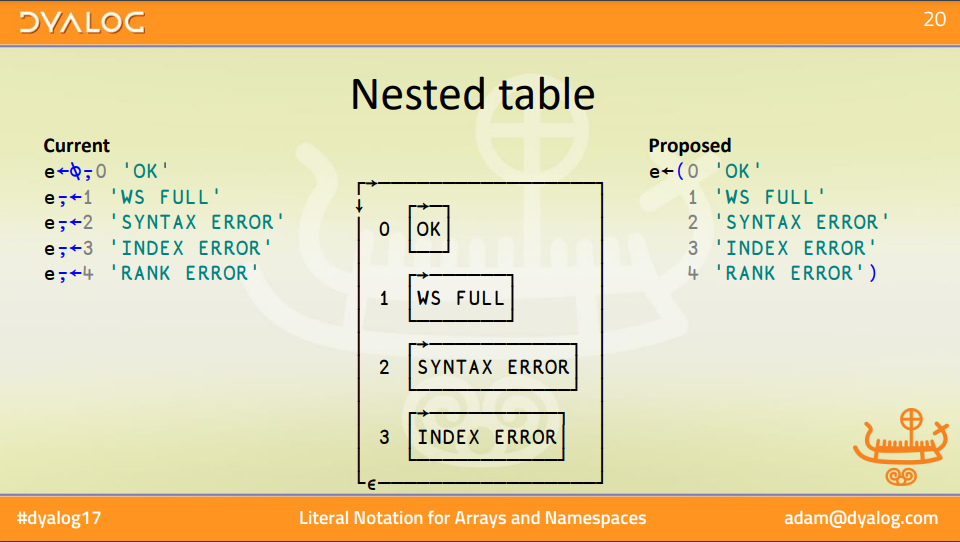 DYALOG
20
Nested table
Current
e←⍉⍪0 'OK'
e⍪←1 'WS FULL'
e⍪←2 'SYNTAX ERROR'
e⍪←3 'INDEX ERROR'
e⍪←4 'RANK ERROR'
┌→─────────────────┐
↓   ┌→─┐           │
│ 0 │OK│           │
│   └──┘           │
│   ┌→──────┐      │
│ 1 │WS FULL│      │
│   └───────┘      │
│   ┌→───────────┐ │
│ 2 │SYNTAX ERROR│ │
│   └────────────┘ │
│   ┌→──────────┐  │
│ 3 │INDEX ERROR│  │
│   └───────────┘  │
└∊─────────────────┘
Proposed
e←(0 'OK'
1 'WS FULL'
2 'SYNTAX ERROR'
3 'INDEX ERROR'
4 'RANK ERROR')
#dyalog17
Literal Notation for Arrays and Namespaces
adam@dyalog.com